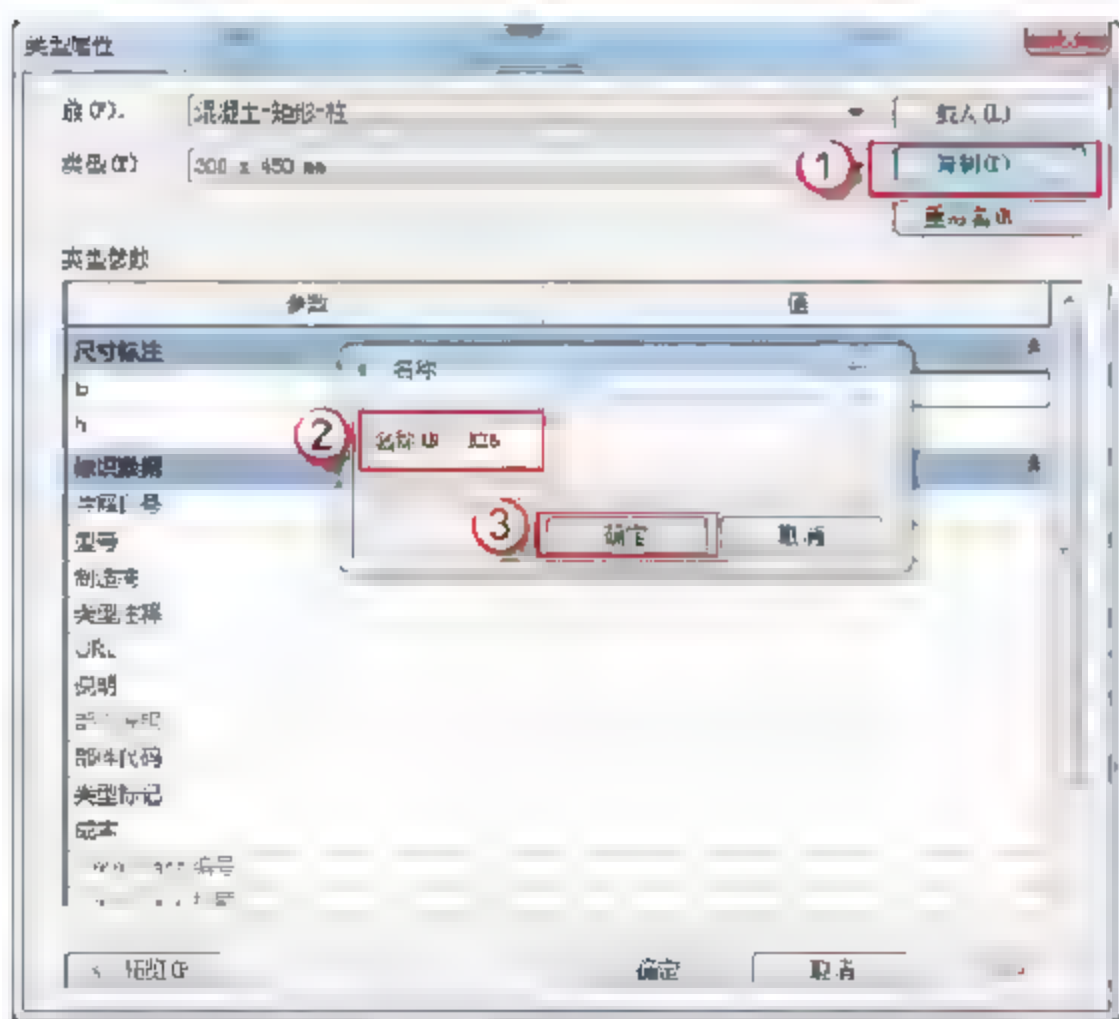 类型属性
族(F): 混凝土-矩形-柱 载入(L)
类型(T) 300 x 450 mm ① 复制(D)
类型参数
参数 值
尺寸标注
名称
b
h
② 名称(N)
标识数据
③ 确定 取消
型号
制造商
类型注释
URL
说明
部件代码
类型标记
成本
编号
确定 取消